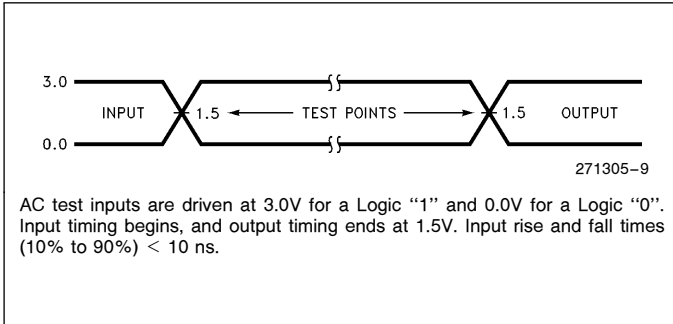 3.0
INPUT 1.5 TEST POINTS 1.5 OUTPUT
0.0
271305–9
AC test inputs are driven at 3.0V for a Logic ‘‘1’’ and 0.0V for a Logic ‘‘0’’.
Input timing begins, and output timing ends at 1.5V. Input rise and fall times
(10% to 90%) < 10 ns.